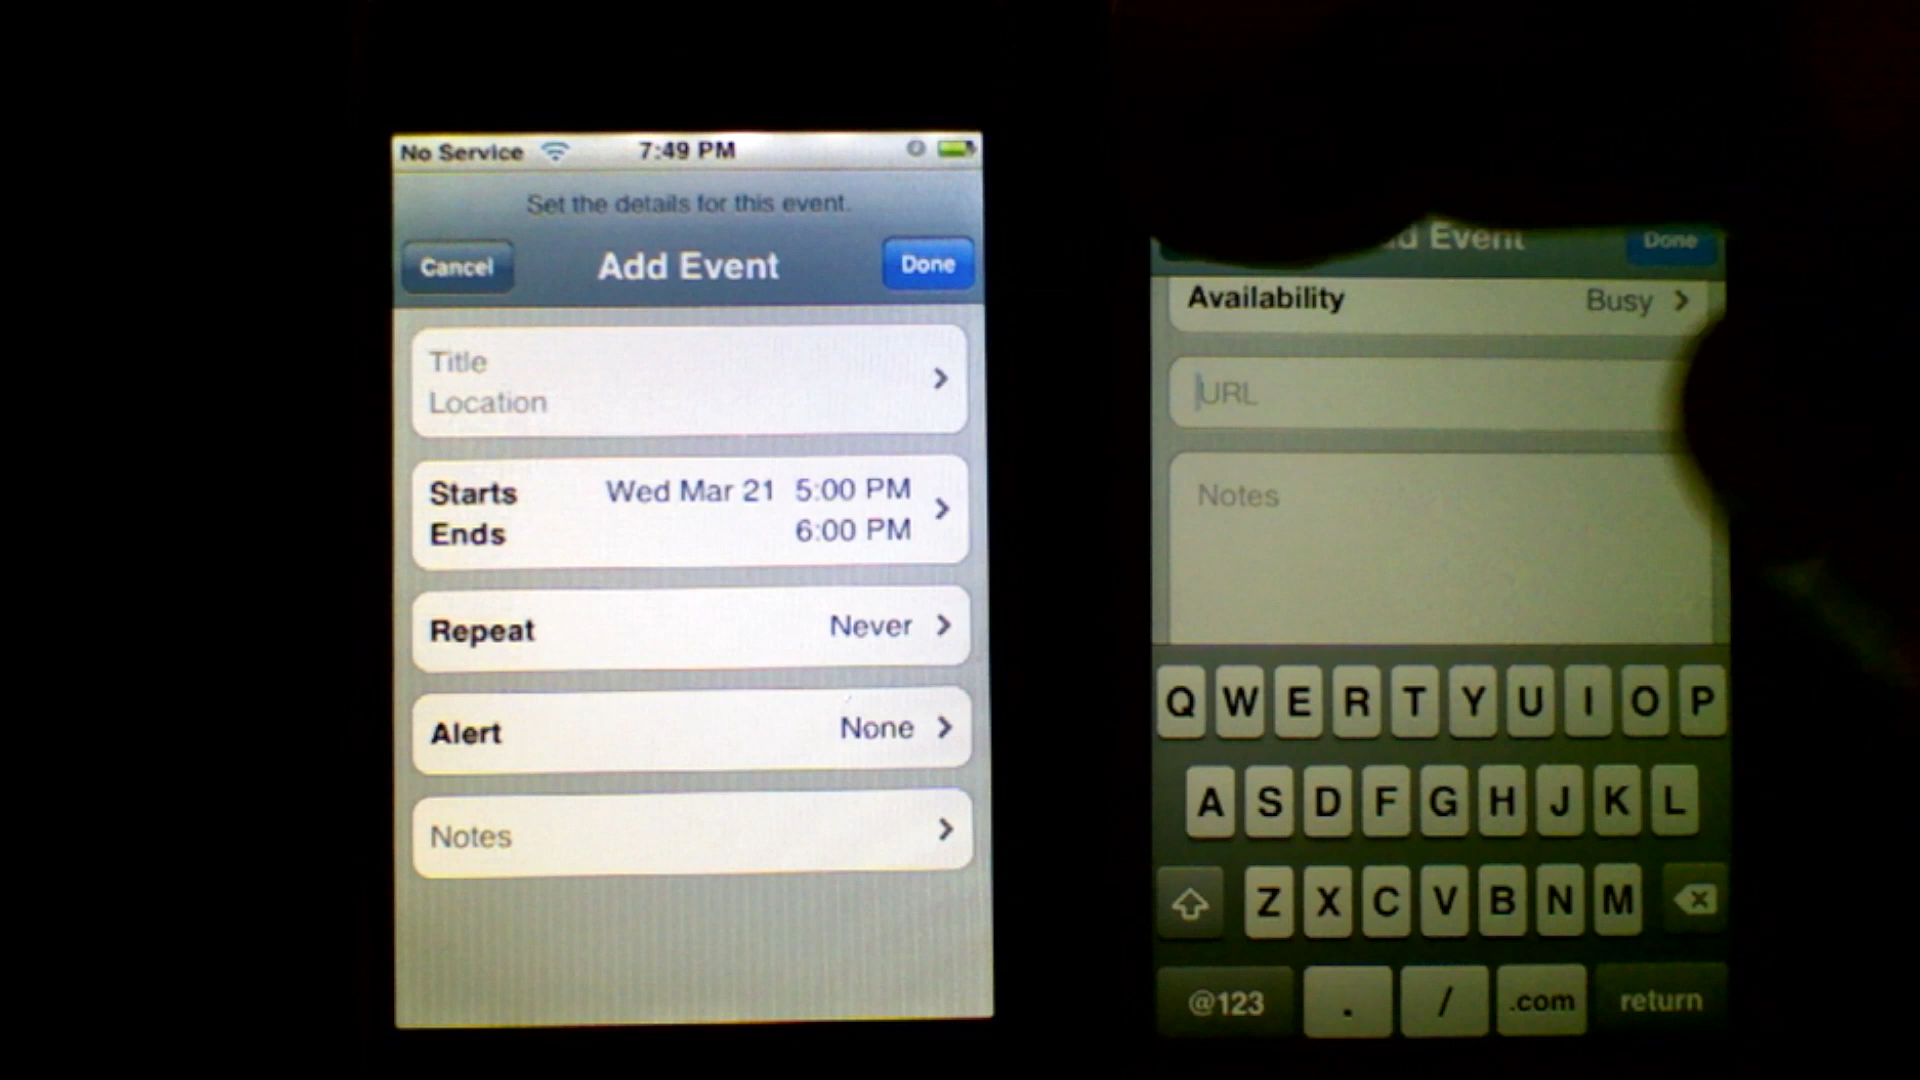 No Service 7:49 PM
Set the details for this event.
Cancel Add Event Done
Title
Location
Starts Wed Mar 21 5:00 PM
Ends 6:00 PM
Repeat Never
Alert None
Notes
Event Done
Availability Busy
URL
Notes
Q W E R T Y U I O P
A S D F G H J K L
Z X C V B N M
@123 . / .com return